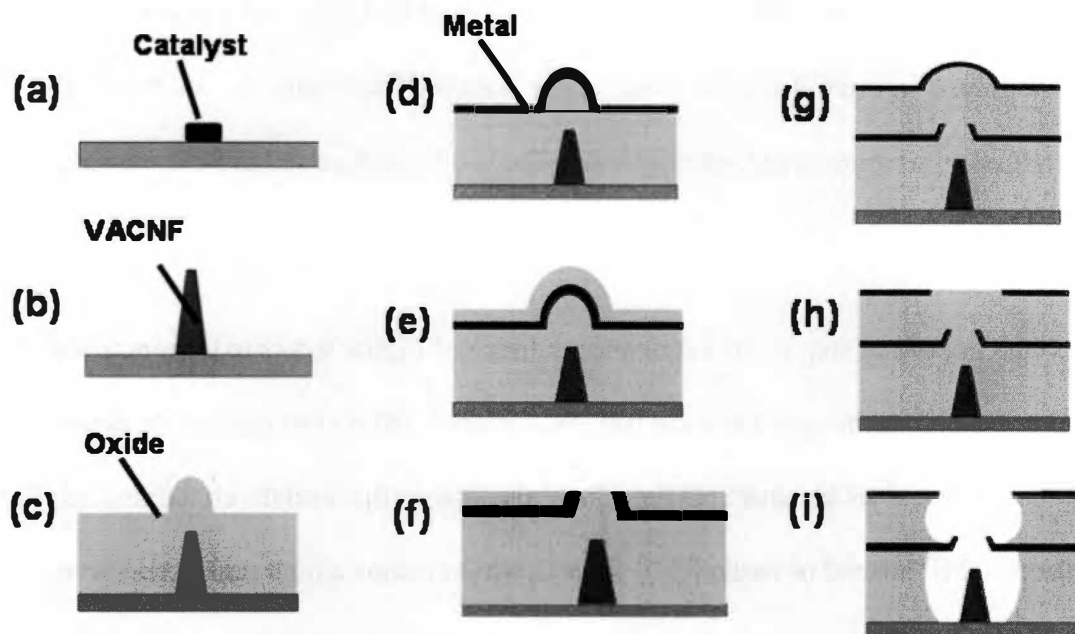 Catalyst
(a)
VACNF
(b)
Oxide
(c)
Metal
(d)
(e)
(f)
(g)
(h)
(i)